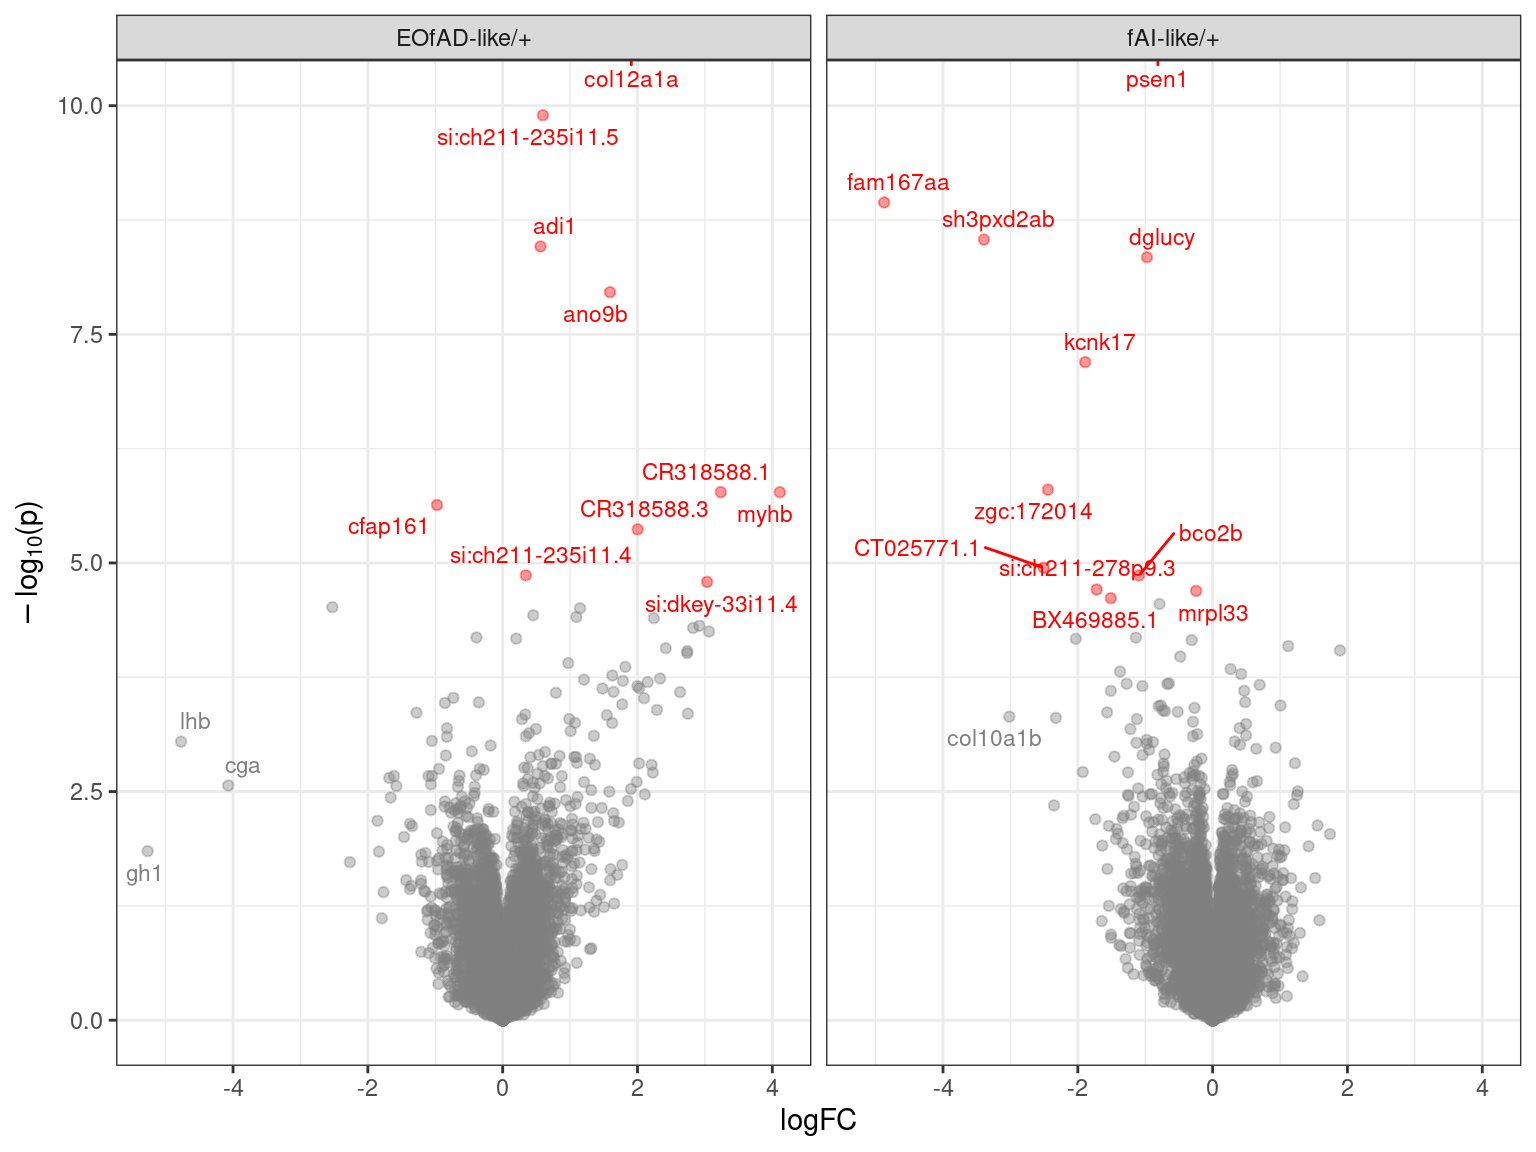 EOfAD-like/+
fAI-like/+
col12a1a
psen1
10.0
si:ch211-235i11.5
fam167aa
sh3pxd2ab
adi1
dglucy
ano9b
7.5
kcnk17
CR318588.1
CR318588.3
myhb
zgc:172014
cfap161
bco2b
CT025771.1
si:ch211-235i11.4
5.0
si:ch211-278p9.3
si:dkey-33i11.4
mrpl33
BX469885.1
− log10(p)
lhb
col10a1b
cga
2.5
gh1
0.0
-4 -2 0 2 4
-4 -2 0 2 4
logFC